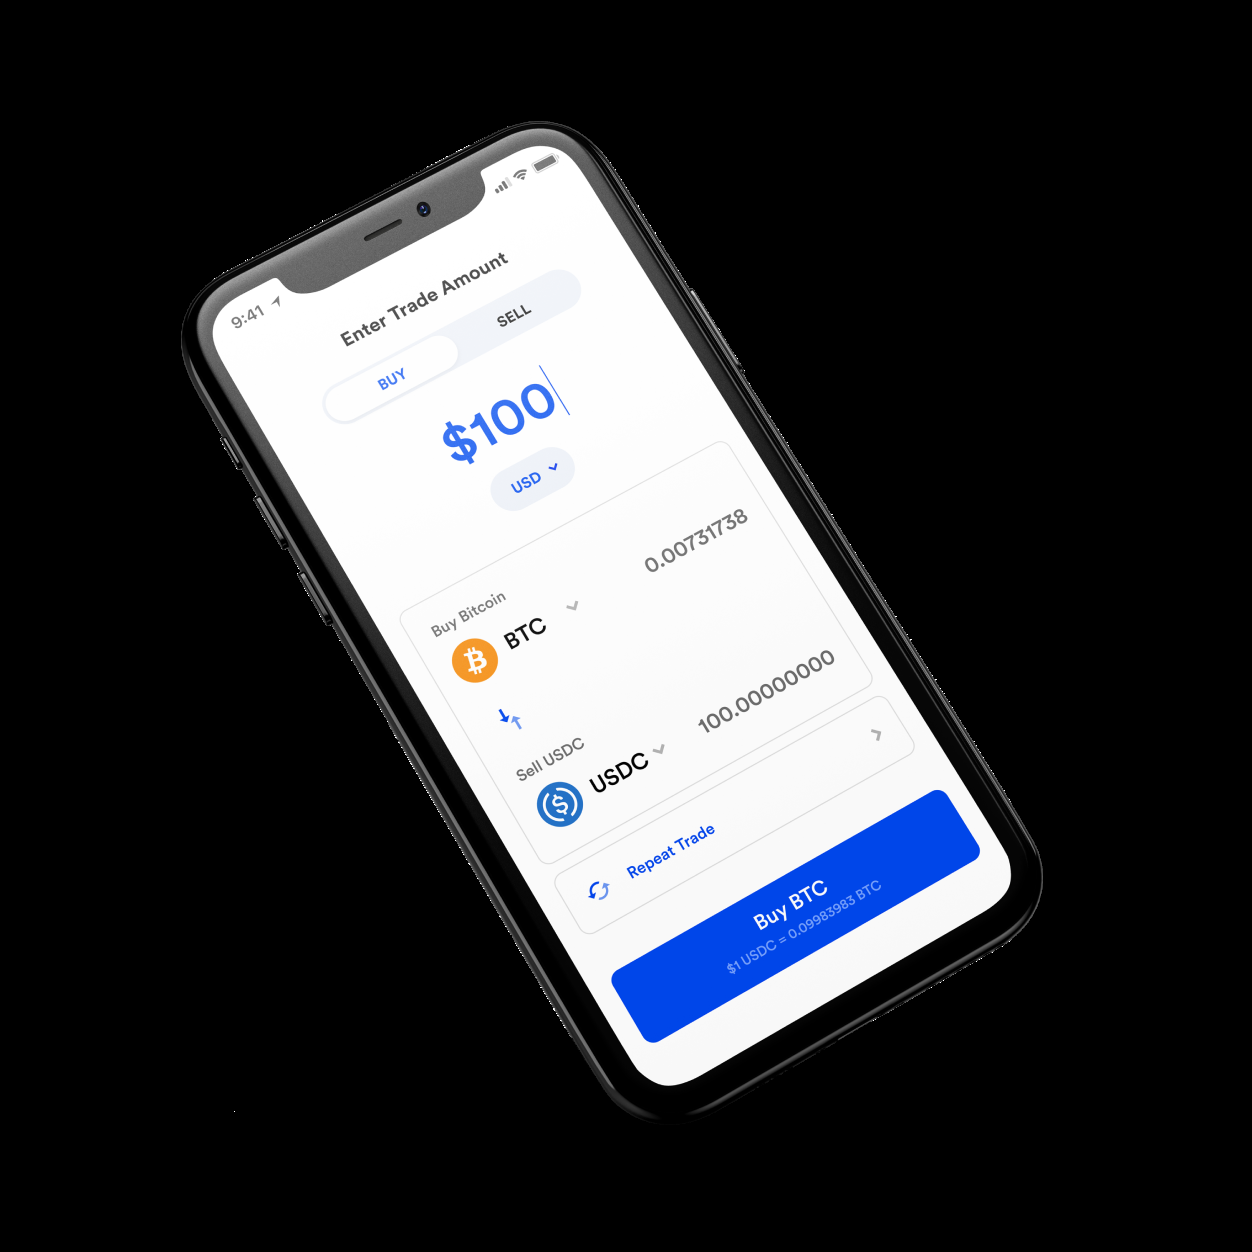 9:41
Enter Trade Amount
BUY
SELL
$100
USD
Buy Bitcoin
BTC
0.00731738
Sell USDC
USDC
100.00000000
Repeat Trade
Buy BTC
$1 USDC = 0.09983983 BTC